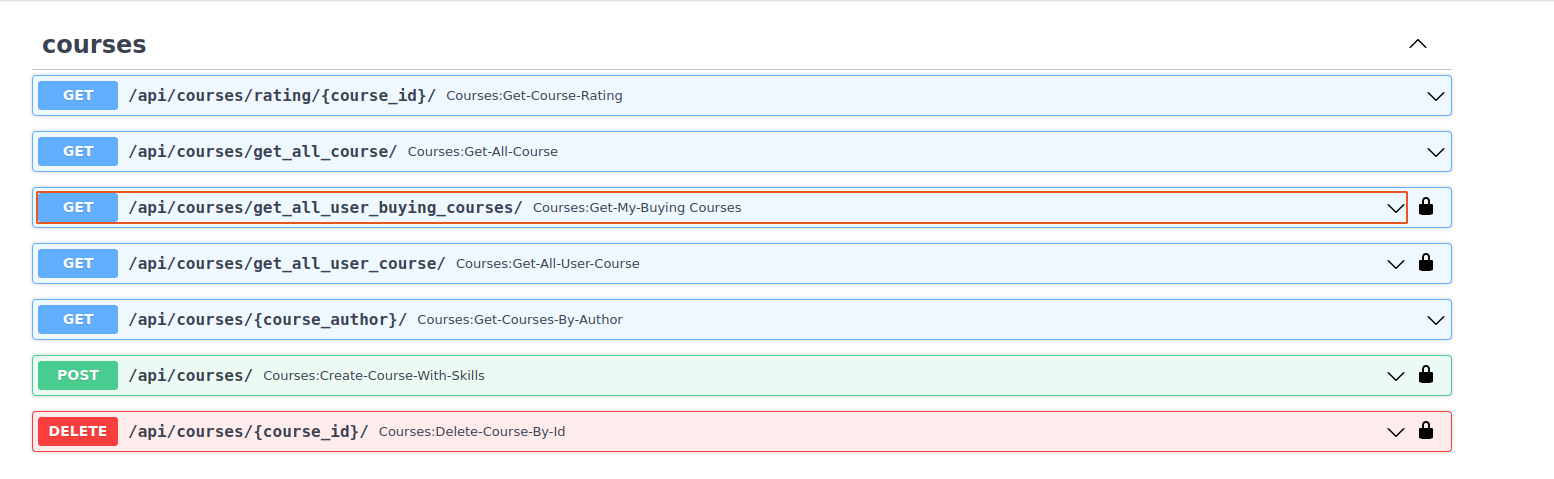 courses
GET /api/courses/rating/{course_id}/ Courses:Get-Course-Rating
GET /api/courses/get_all_course/ Courses:Get-All-Course
GET /api/courses/get_all_user_buying_courses/ Courses:Get-My-Buying Courses
GET /api/courses/get_all_user_course/ Courses:Get-All-User-Course
GET /api/courses/{course_author}/ Courses:Get-Courses-By-Author
POST /api/courses/ Courses:Create-Course-With-Skills
DELETE /api/courses/{course_id}/ Courses:Delete-Course-By-Id